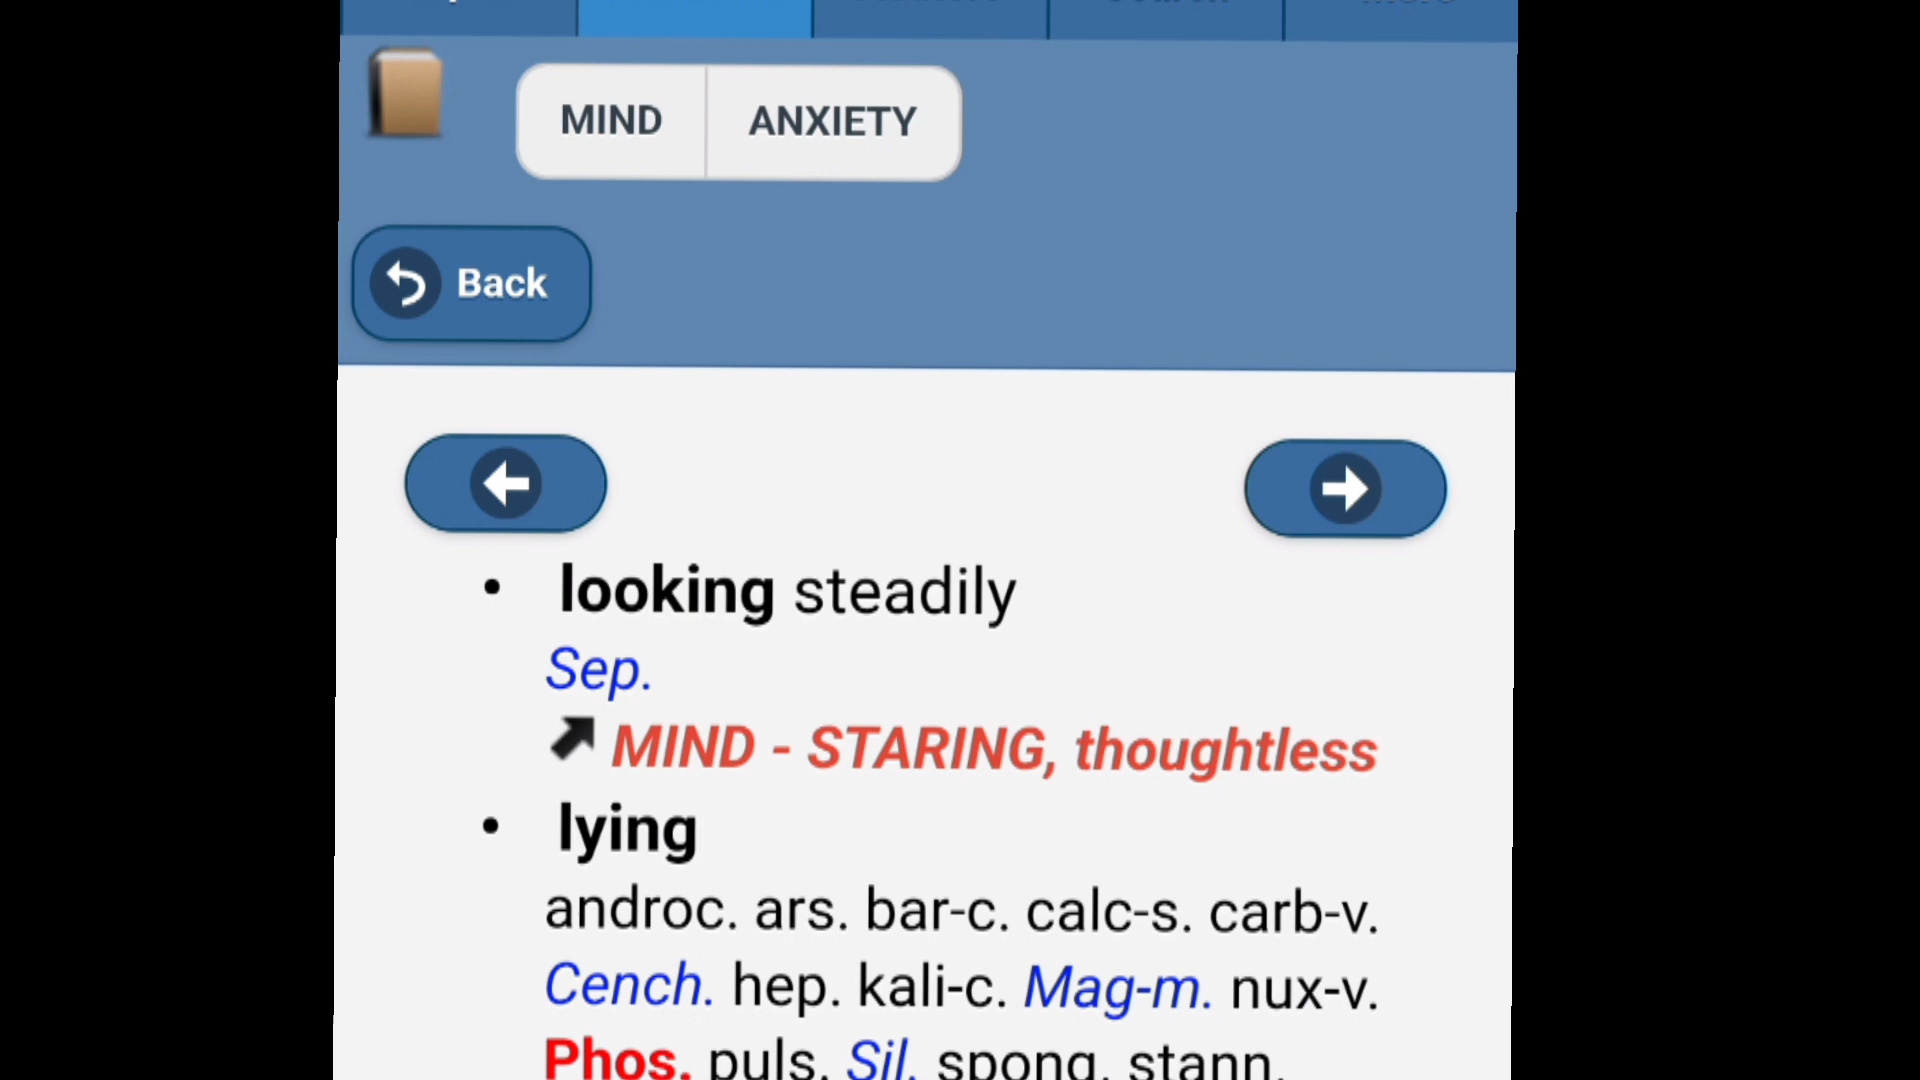 MIND ANXIETY
Back
• looking steadily
Sep.
MIND - STARING, thoughtless
• lying
androc. ars. bar-c. calc-s. carb-v.
Cench. hep. kali-c. Mag-m. nux-v.
Phos. puls. Sil. spong. stann.